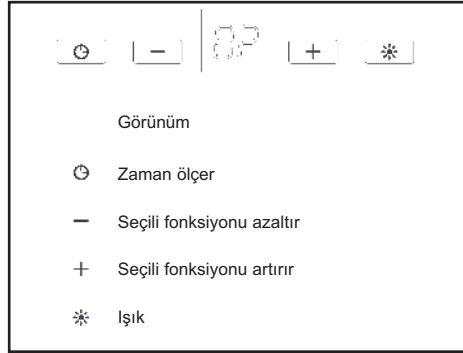 Görünüm
Zaman ölçer
Seçili fonksiyonu azaltır
Seçili fonksiyonu artırır
Işık